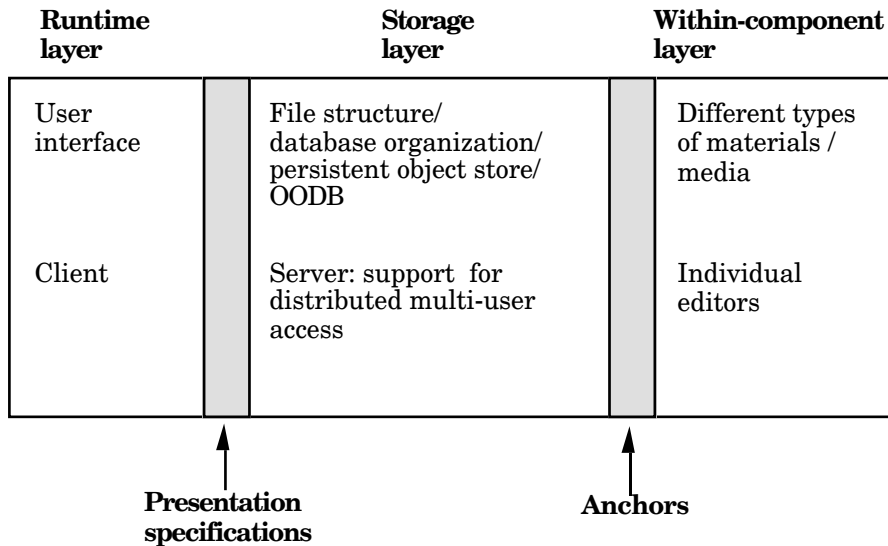 Runtime
layer
Storage
layer
Within-component
layer
User
interface
File structure/
database organization/
persistent object store/
OODB
Different types
of materials /
media
Client
Server: support for
distributed multi-user
access
Individual
editors
Presentation
specifications
Anchors